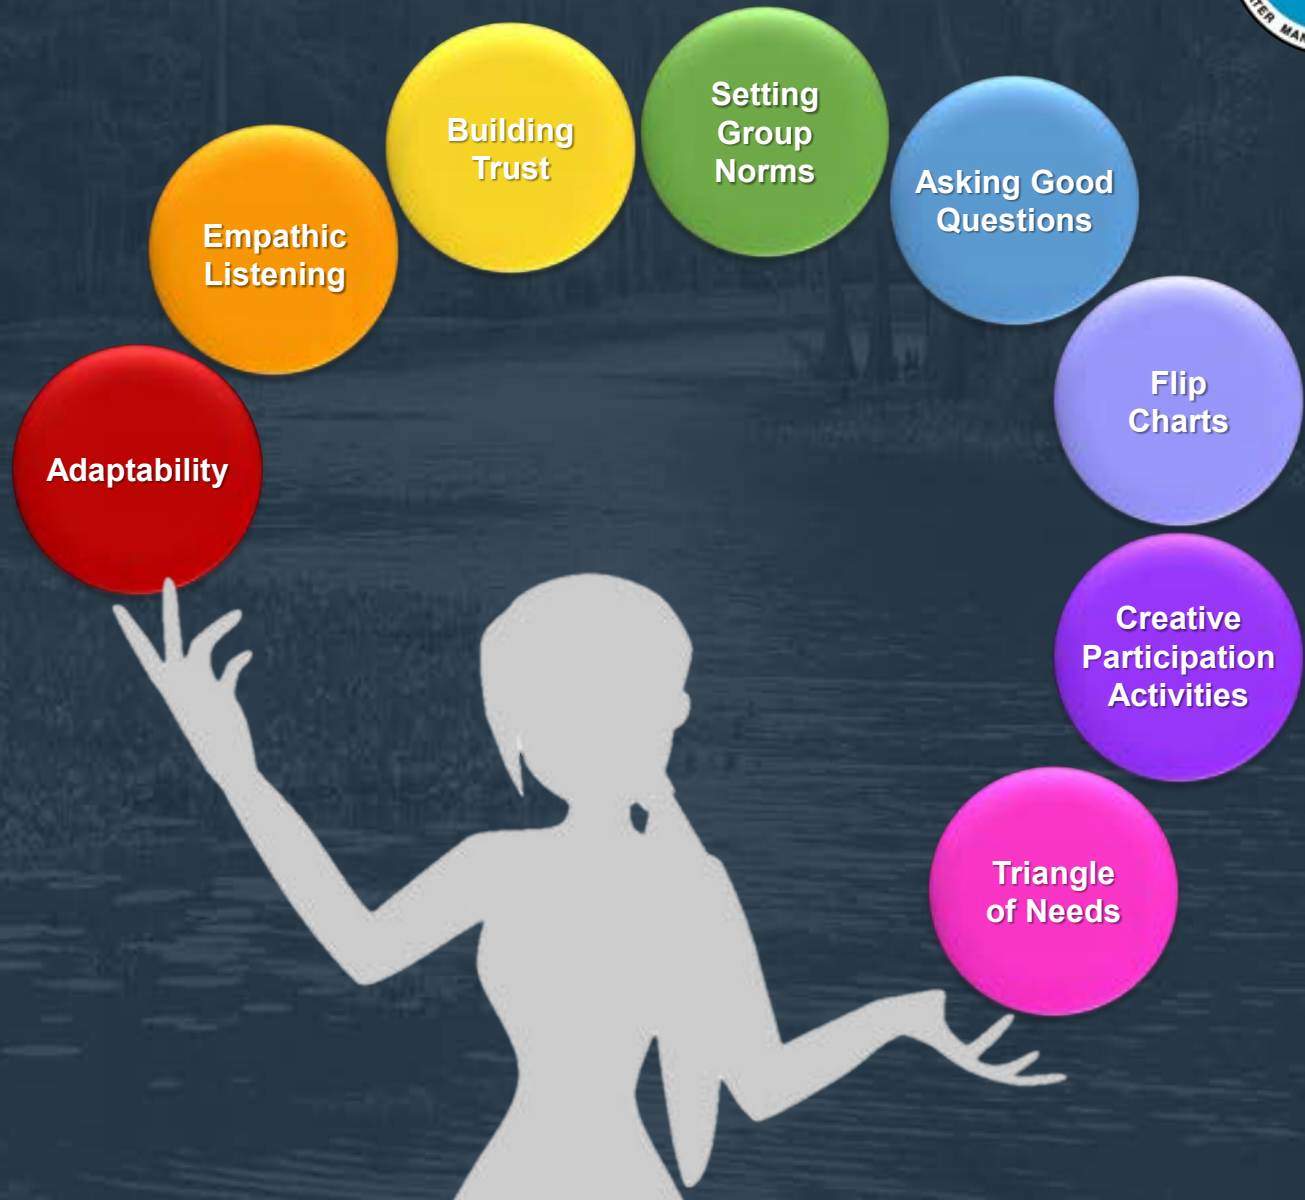 Adaptability
Empathic
Listening
Building
Trust
Setting
Group
Norms
Asking Good
Questions
Flip
Charts
Creative
Participation
Activities
Triangle
of Needs